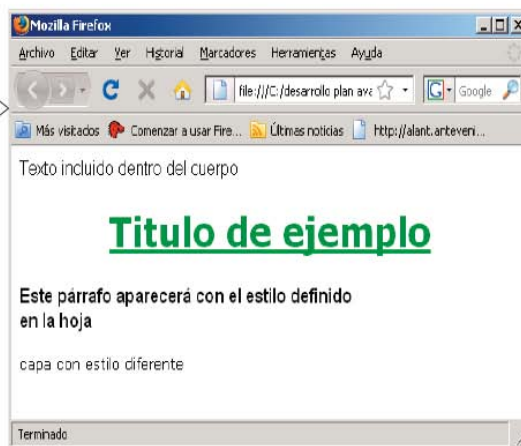 Mozilla Firefox
Archivo Editar Ver Historial Marcadores Herramientas Ayuda
file:///C:/desarrollo plan ava G Google
Más visitados Comenzar a usar Fire... Últimas noticias http://alant.anteveni...
Texto incluido dentro del cuerpo
Titulo de ejemplo
Este párrafo aparecerá con el estilo definido
en la hoja
capa con estilo diferente
Terminado